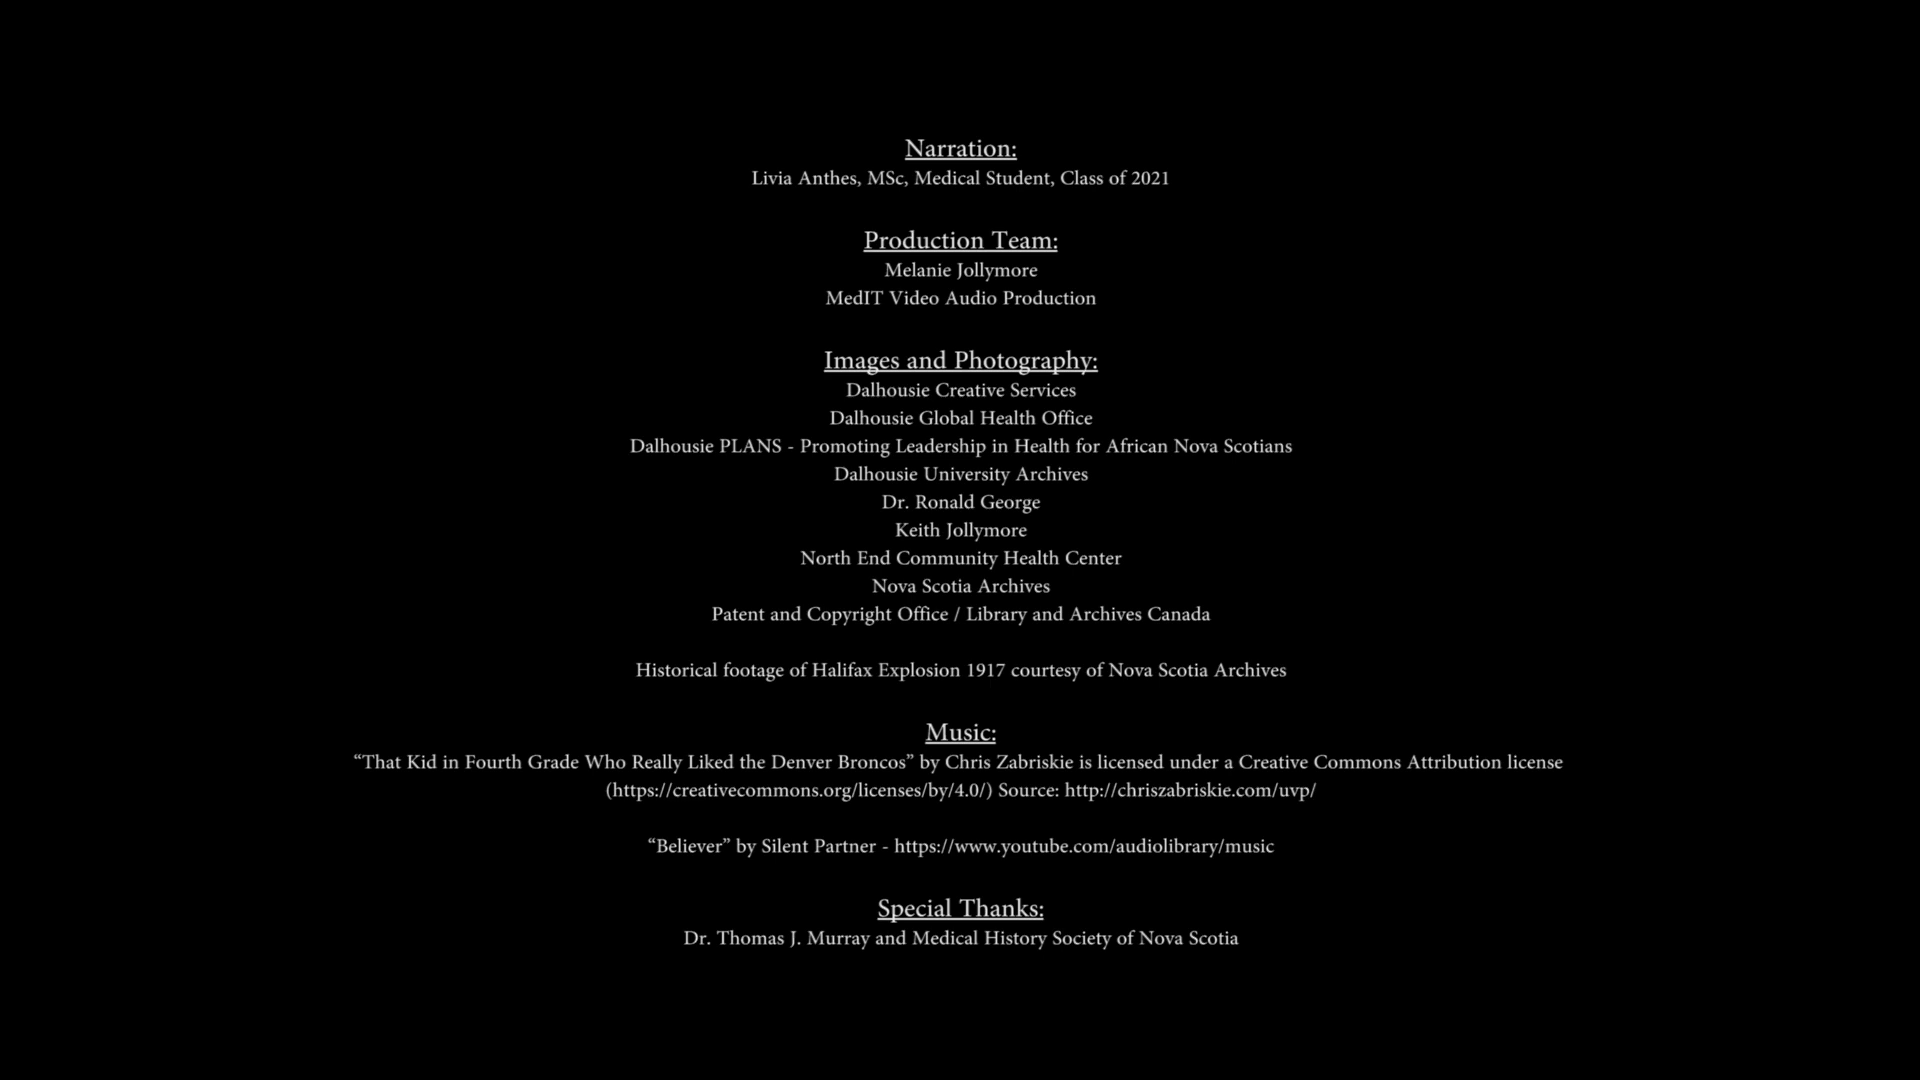 Narration:
Livia Anthes, MSc, Medical Student, Class of 2021
Production Team:
Melanie Jollymore
MedIT Video Audio Production
Images and Photography:
Dalhousie Creative Services
Dalhousie Global Health Office
Dalhousie PLANS - Promoting Leadership in Health for African Nova Scotians
Dalhousie University Archives
Dr. Ronald George
Keith Jollymore
North End Community Health Center
Nova Scotia Archives
Patent and Copyright Office / Library and Archives Canada
Historical footage of Halifax Explosion 1917 courtesy of Nova Scotia Archives
Music:
“That Kid in Fourth Grade Who Really Liked the Denver Broncos” by Chris Zabriskie is licensed under a Creative Commons Attribution license
(https://creativecommons.org/licenses/by/4.0/) Source: http://chriszabriskie.com/uvp/
“Believer” by Silent Partner - https://www.youtube.com/audiolibrary/music
Special Thanks:
Dr. Thomas J. Murray and Medical History Society of Nova Scotia